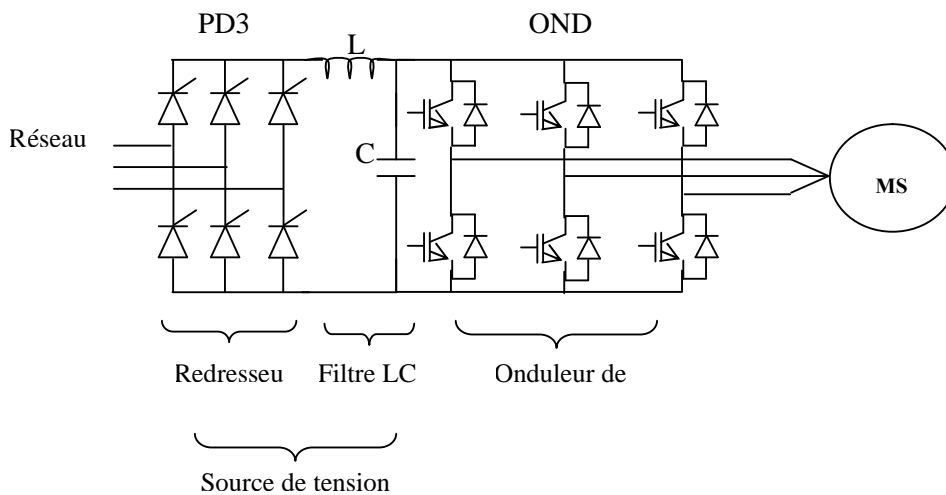 PD3 OND
L
Réseau
C
MS
Redresseu Filtre LC Onduleur de
Source de tension